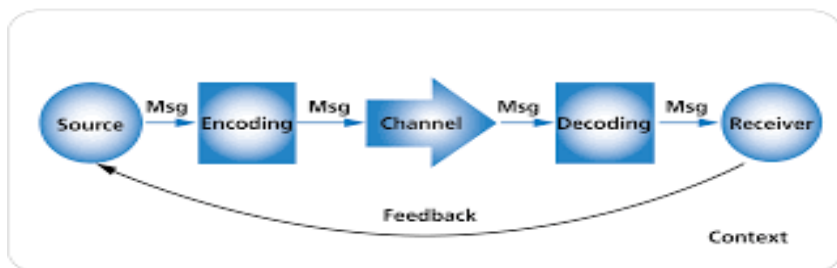 Source
Msg
Encoding
Msg
Channel
Msg
Decoding
Msg
Receiver
Feedback
Context